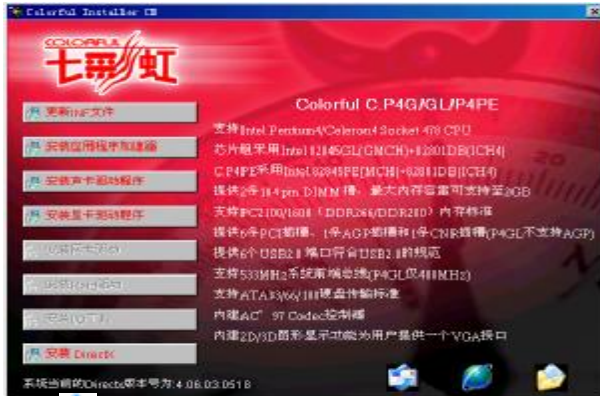 Colorful Installer CD
COLORFUL
七彩虹
更新INF文件
安装应用程序加速器
安装声卡驱动程序
安装显卡驱动程序
安装DirectX
Colorful C.P4G/GL/P4PE
支持Intel Pentium4/Celeron4 Socket 478 CPU
芯片组采用Intel 82845GL(GMCH)+82801DB(ICH4)
C.P4PE采用Intel 82845PE(MCH)+82801DB(ICH4)
提供2条184 pin DIMM 槽，最大内存容量可支持至2GB
支持PC2100/1600（DDR266/DDR200）内存标准
提供6条PCI插槽、1条AGP插槽和1条CNR插槽(P4GL不支持AGP)
提供6个USB2.0 端口符合USB2.0的规范
支持533MHz系统前端总线(P4GL仅400MHz)
支持ATA33/66/100硬盘传输标准
内建AC'97 Codec控制器
内建2D/3D图形显示功能为用户提供一个VGA接口
系统当前的Directx版本号为:4.08.03.0518